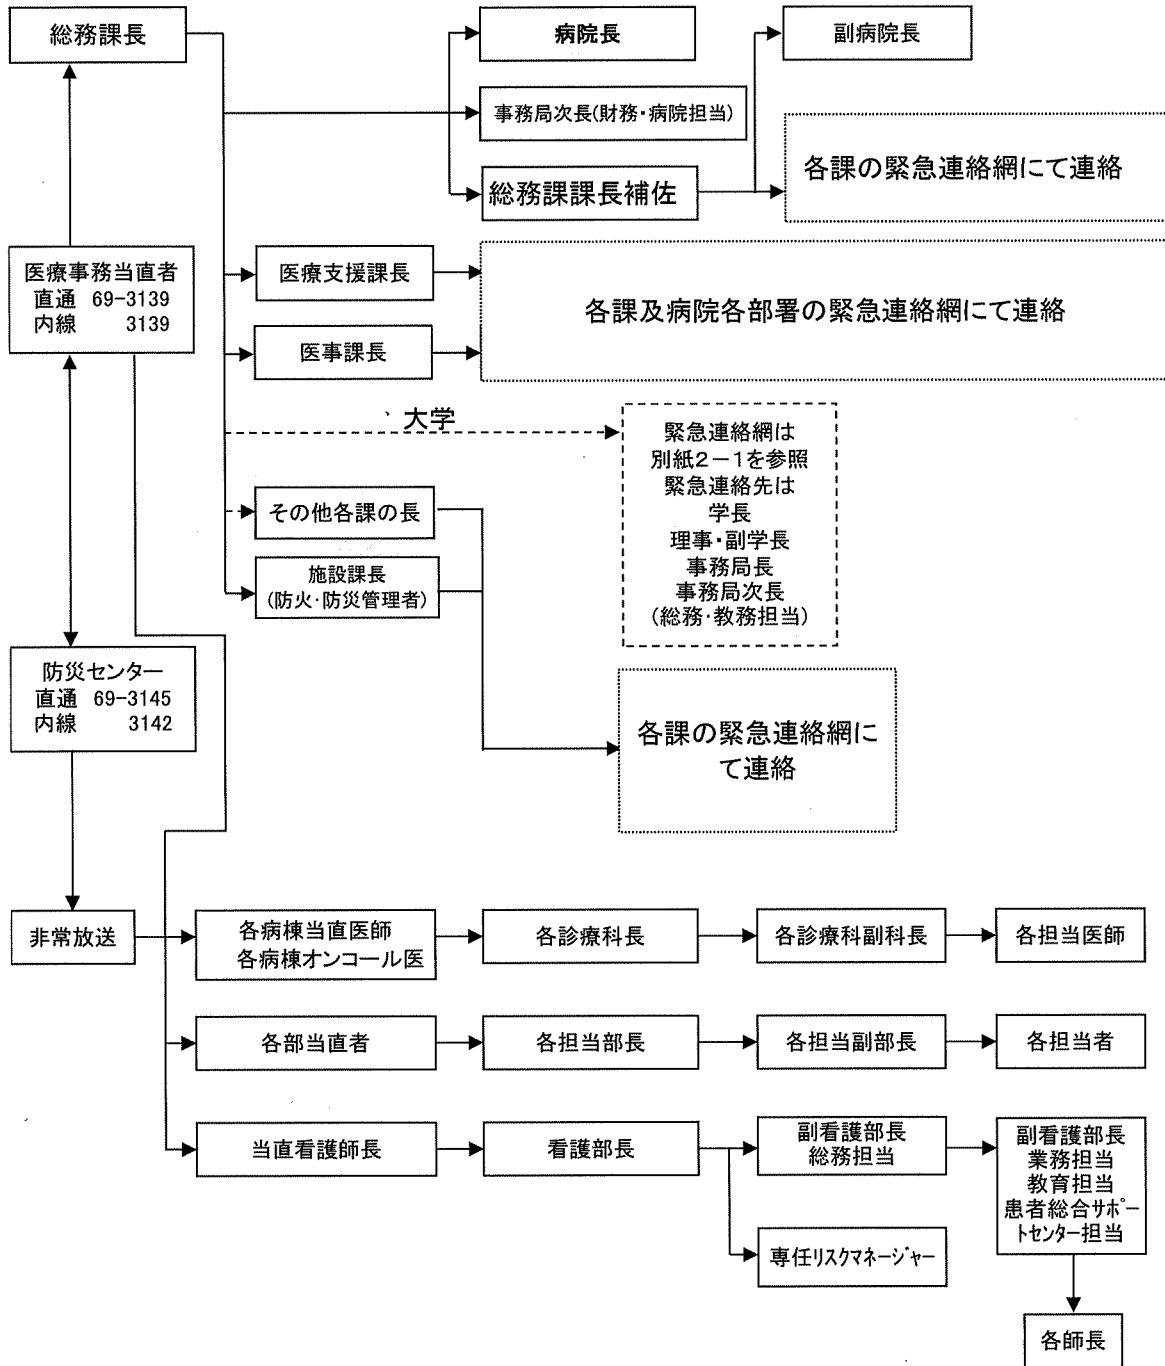 総務課長
病院長
副病院長
事務局次長(財務・病院担当)
総務課課長補佐
各課の緊急連絡網にて連絡
医療事務当直者
直通 69-3139
内線 3139
医療支援課長
各課及病院各部署の緊急連絡網にて連絡
医事課長
大学
緊急連絡網は
別紙2－1を参照
緊急連絡先は
学長
理事・副学長
事務局長
事務局次長
(総務・教務担当)
その他各課の長
施設課長
(防火・防災管理者)
防災センター
直通 69-3145
内線 3142
各課の緊急連絡網に
て連絡
非常放送
各病棟当直医師
各病棟オンコール医
各診療科長
各診療科副科長
各担当医師
各部当直者
各担当部長
各担当副部長
各担当者
当直看護師長
看護部長
副看護部長
総務担当
副看護部長
業務担当
教育担当
患者総合ｻﾎﾟｰ
ﾄｾﾝﾀｰ担当
専任ﾘｽｸﾏﾈｰｼﾞｬｰ
各師長